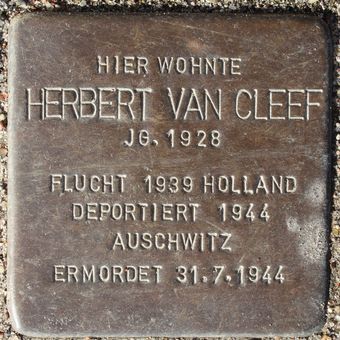 HIER WOHNTE
HERBERT VAN CLEEF
JG. 1928
FLUCHT 1939 HOLLAND
DEPORTIERT 1944
AUSCHWITZ
ERMORDET 31.7.1944